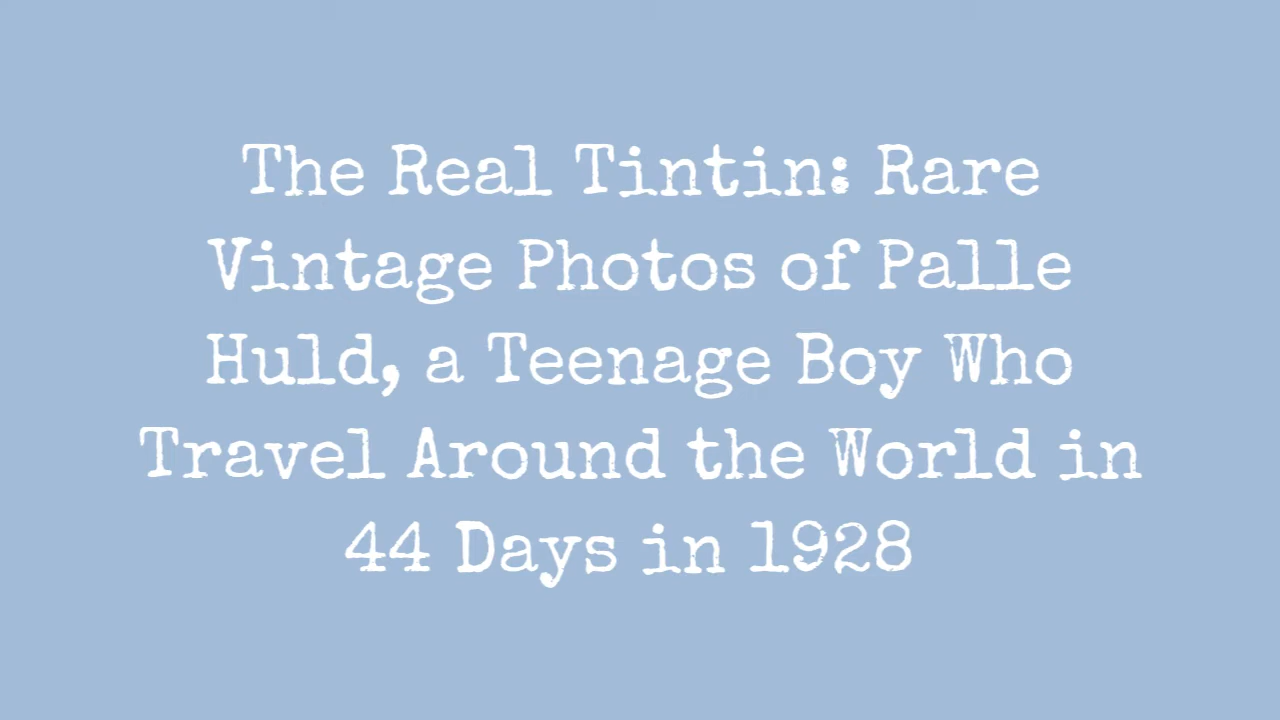 The Real Tintin: Rare
Vintage Photos of Palle
Huld, a Teenage Boy Who
Travel Around the World in
44 Days in 1928